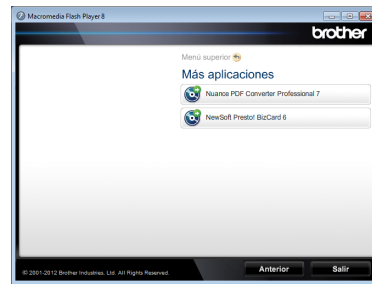 Macromedia Flash Player 8
brother
Menú superior
Más aplicaciones
Nuance PDF Converter Professional 7
NewSoft Presto! BizCard 6
© 2001-2012 Brother Industries, Ltd. All Rights Reserved.
Anterior
Salir